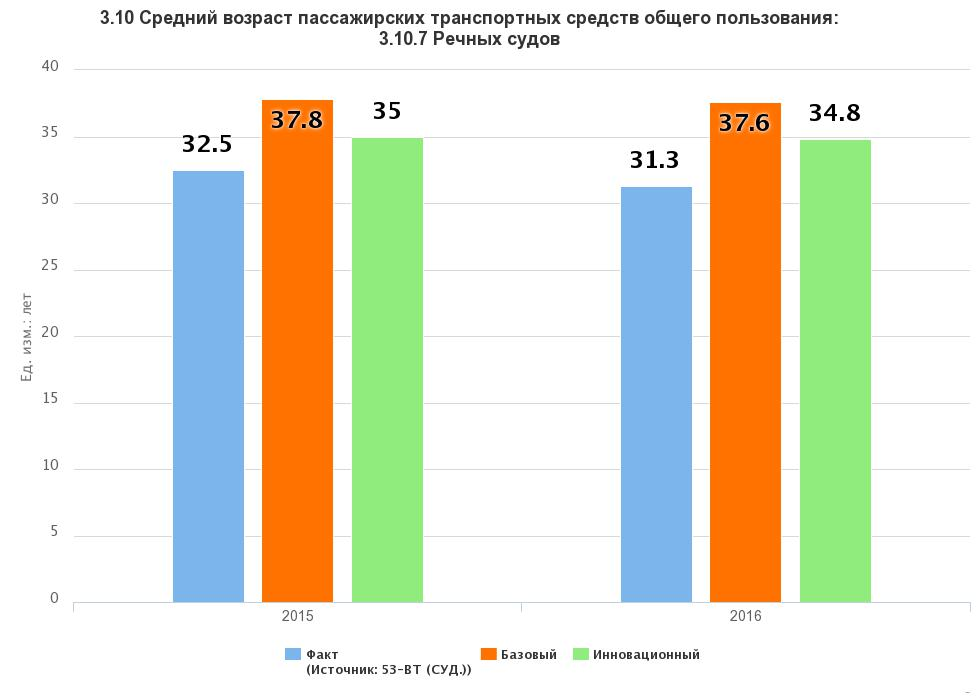 3.10 Средний возраст пассажирских транспортных средств общего пользования:
3.10.7 Речных судов
Ед. изм.: лет
40
35
30
25
20
15
10
5
0
32.5
37.8
35
31.3
37.6
34.8
2015
2016
Факт
(Источник: 53-ВТ (СУД.))
Базовый
Инновационный